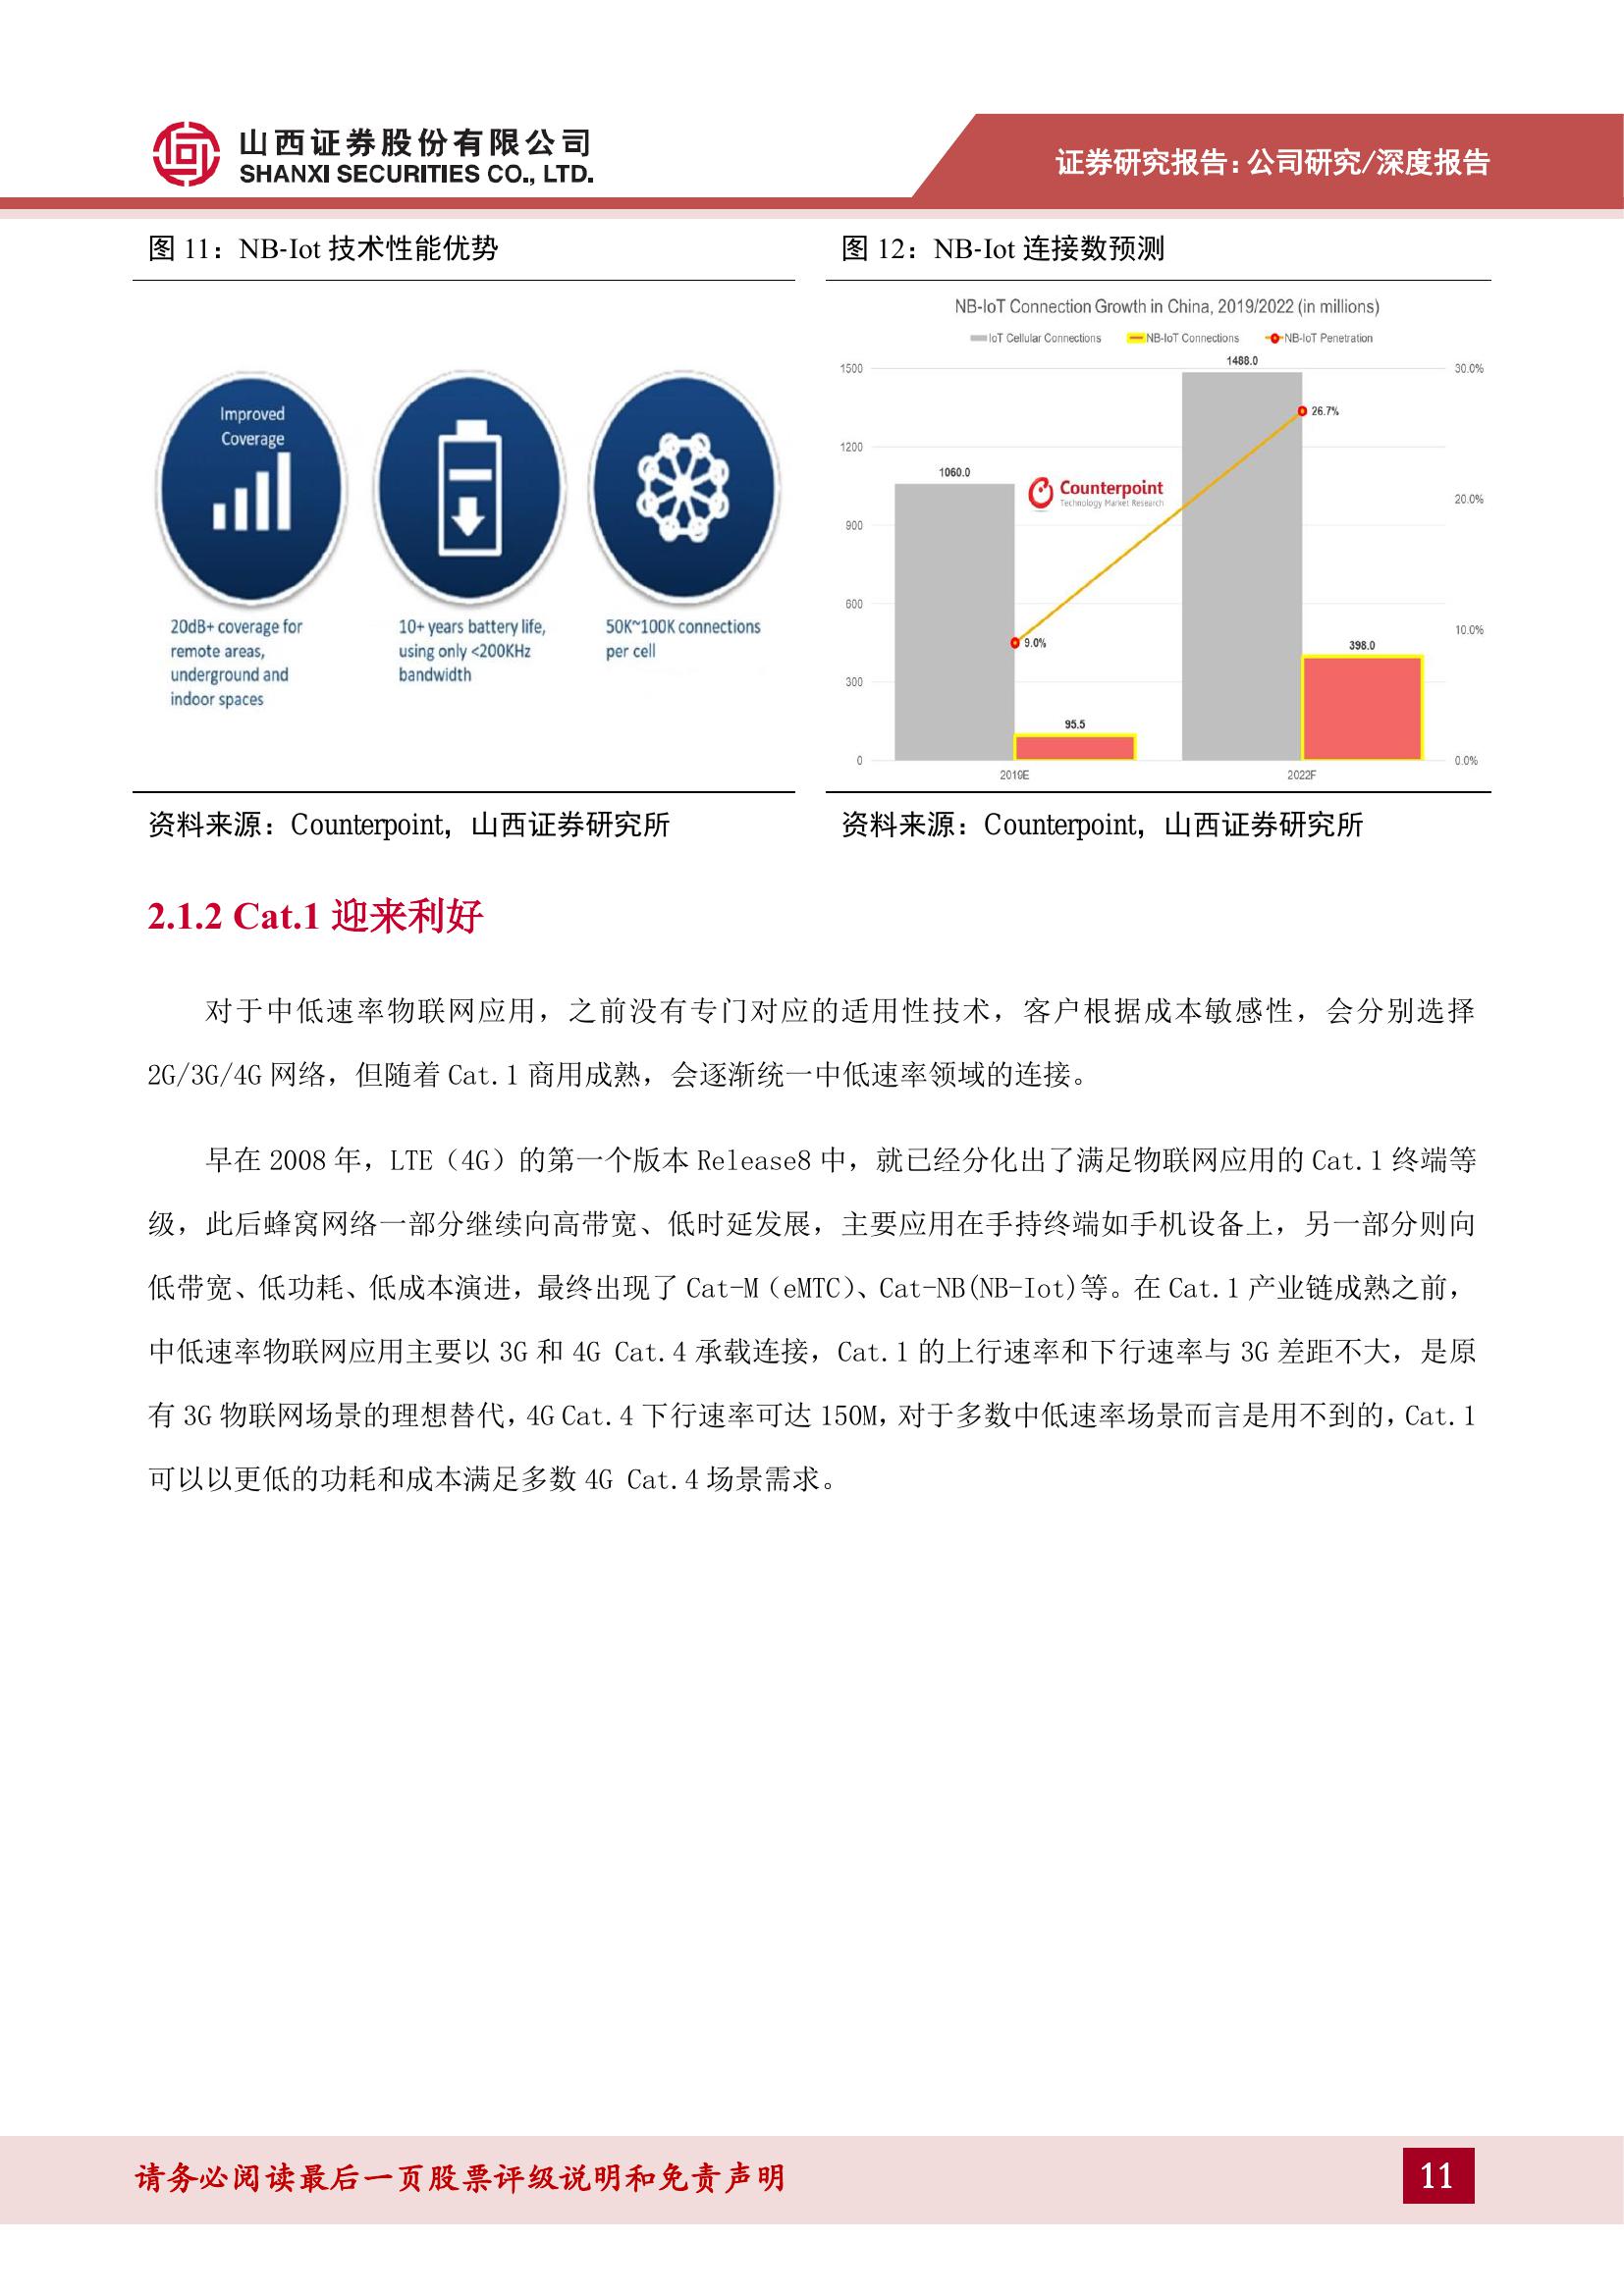 山西证券股份有限公司
SHANXI SECURITIES CO., LTD.
证券研究报告:公司研究/深度报告
图 11：NB-Iot 技术性能优势
Improved
Coverage
20dB+ coverage for
remote areas,
underground and
indoor spaces
10+ years battery life,
using only <200KHz
bandwidth
50K~100K connections
per cell
资料来源：Counterpoint，山西证券研究所
图 12：NB-Iot 连接数预测
NB-IoT Connection Growth in China, 2019/2022 (in millions)
IoT Cellular Connections NB-IoT Connections NB-IoT Penetration
1488.0
1500 30.0%
26.7%
1200
1060.0
Counterpoint
Technology Market Research
20.0%
900
600
10.0%
9.0%
398.0
300
95.5
0 0.0%
2019E 2022F
资料来源：Counterpoint，山西证券研究所
2.1.2 Cat.1 迎来利好
对于中低速率物联网应用，之前没有专门对应的适用性技术，客户根据成本敏感性，会分别选择
2G/3G/4G 网络，但随着 Cat.1 商用成熟，会逐渐统一中低速率领域的连接。
早在 2008 年，LTE（4G）的第一个版本 Release8 中，就已经分化出了满足物联网应用的 Cat.1 终端等
级，此后蜂窝网络一部分继续向高带宽、低时延发展，主要应用在手持终端如手机设备上，另一部分则向
低带宽、低功耗、低成本演进，最终出现了 Cat-M（eMTC）、Cat-NB(NB-Iot)等。在 Cat.1 产业链成熟之前，
中低速率物联网应用主要以 3G 和 4G Cat.4 承载连接，Cat.1 的上行速率和下行速率与 3G 差距不大，是原
有 3G 物联网场景的理想替代，4G Cat.4 下行速率可达 150M，对于多数中低速率场景而言是用不到的，Cat.1
可以以更低的功耗和成本满足多数 4G Cat.4 场景需求。
请务必阅读最后一页股票评级说明和免责声明
11